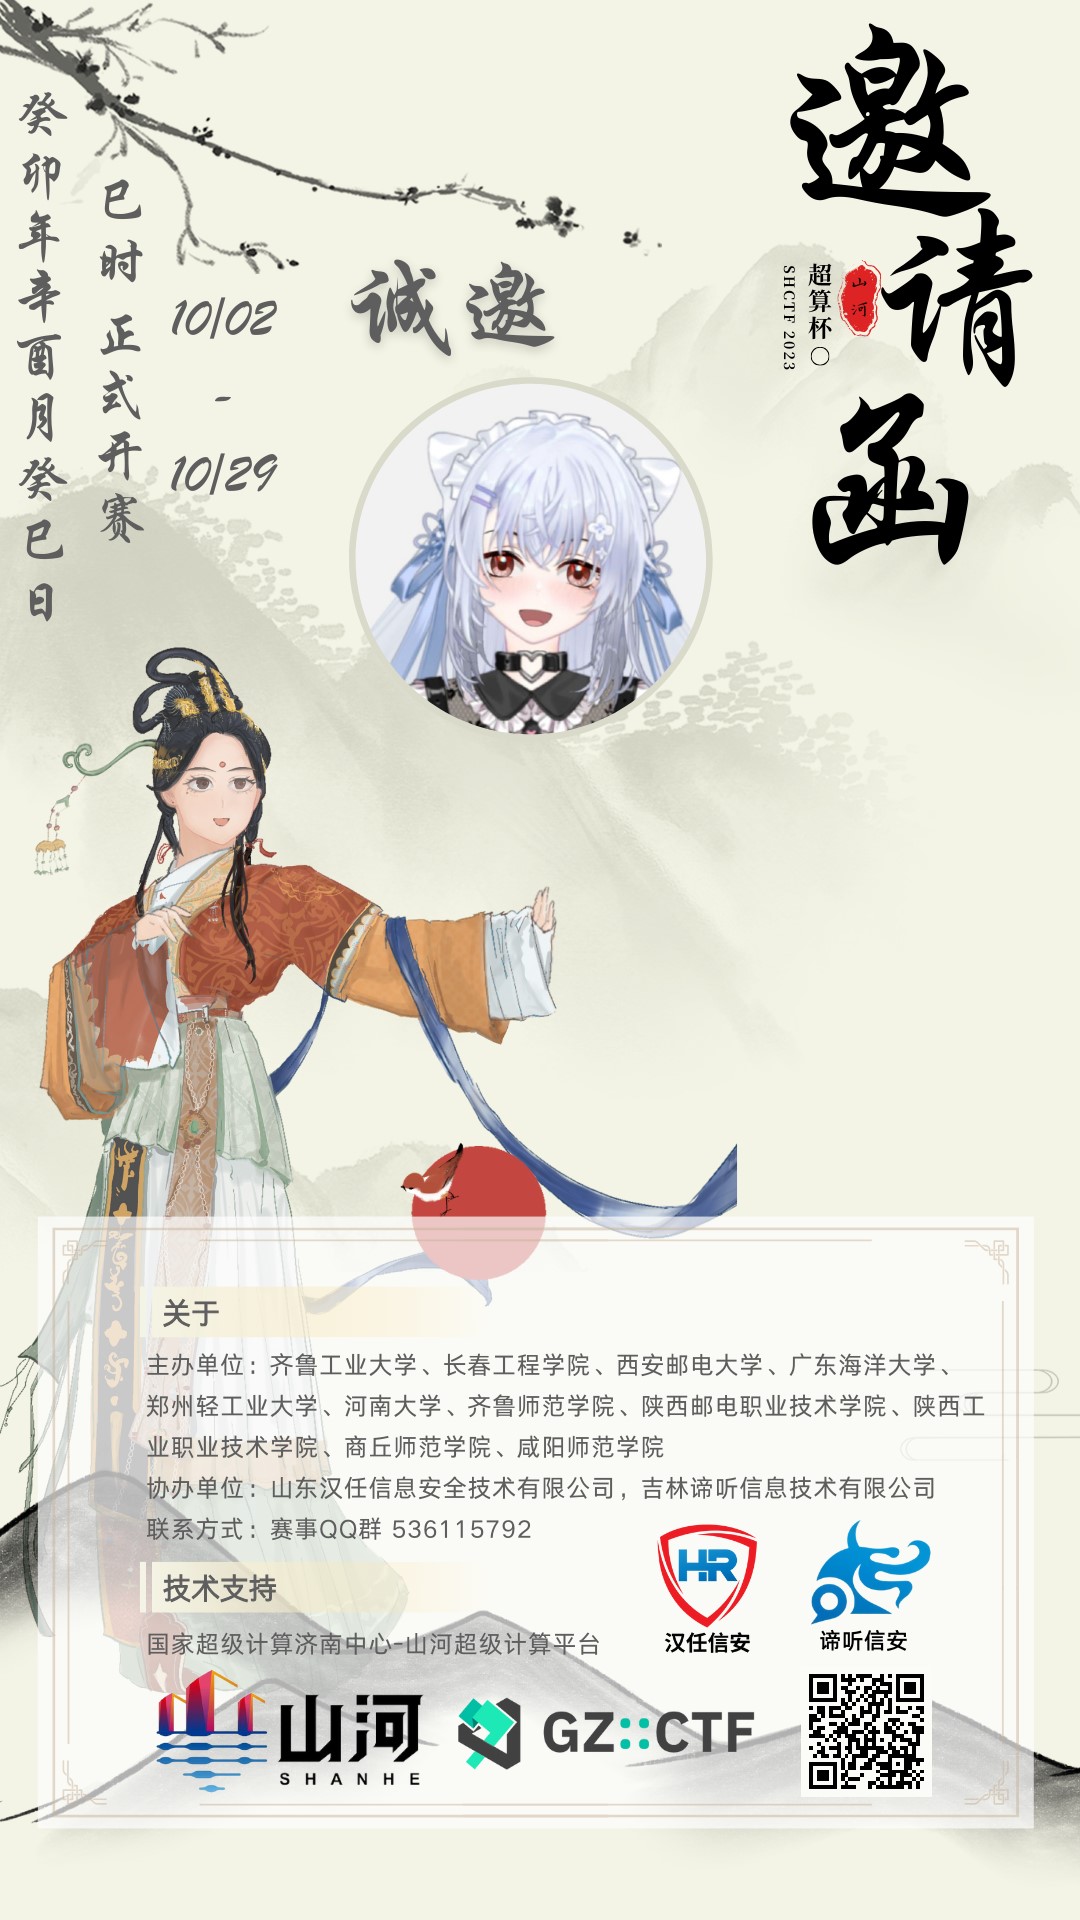 邀请函
山河
超算杯〇
SHCTF 2023
癸卯年辛酉月癸巳日
巳时 正式开赛
10/02
-
10/29
诚邀
关于
主办单位：齐鲁工业大学、长春工程学院、西安邮电大学、广东海洋大学、
郑州轻工业大学、河南大学、齐鲁师范学院、陕西邮电职业技术学院、陕西工
业职业技术学院、商丘师范学院、咸阳师范学院
协办单位：山东汉任信息安全技术有限公司，吉林谛听信息技术有限公司
联系方式：赛事QQ群 536115792
HR
汉任信安
谛听信安
技术支持
国家超级计算济南中心-山河超级计算平台
山河
SHANHE
GZ::CTF